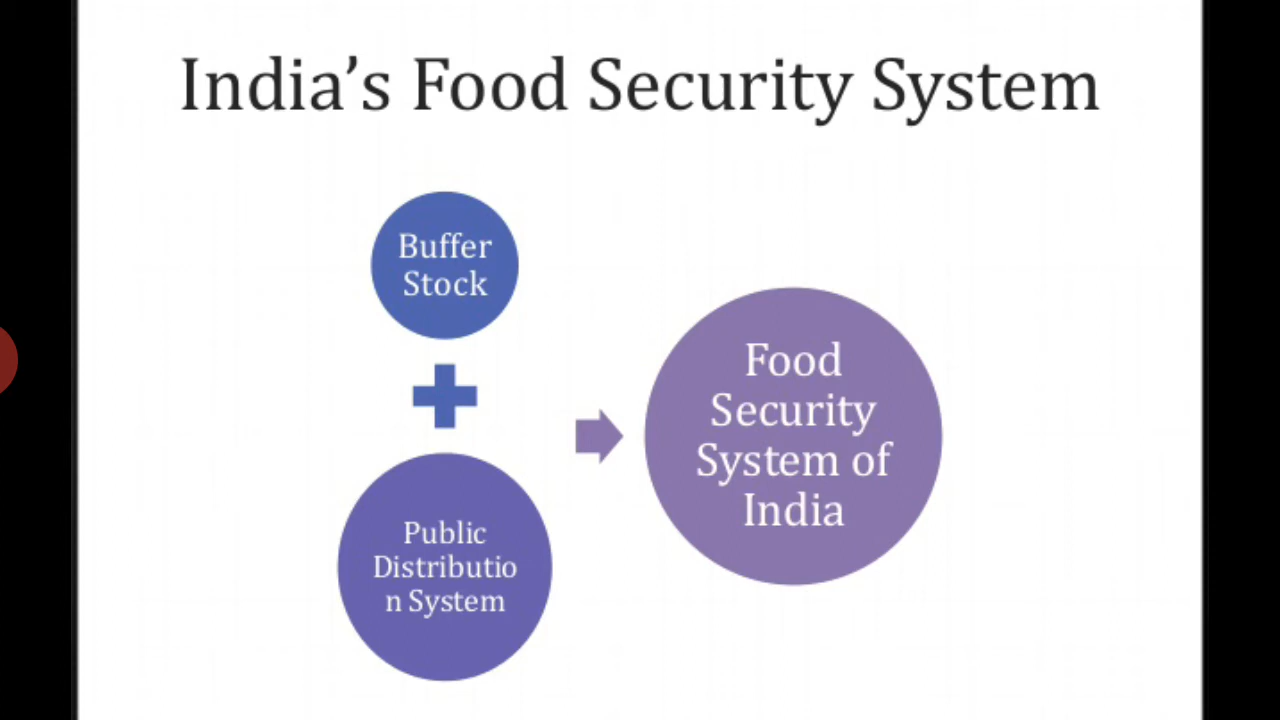 India’s Food Security System
Buffer
Stock
Public
Distributio
n System
Food
Security
System of
India